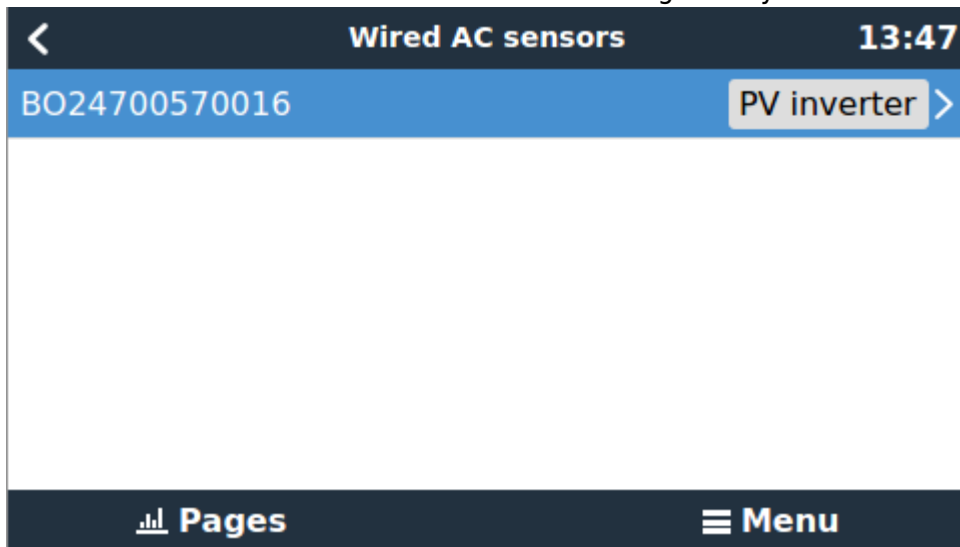 Wired AC sensors 13:47
BO24700570016 PV inverter
Pages Menu